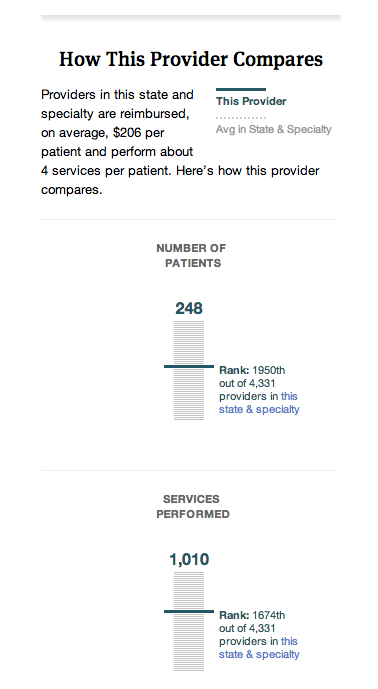 How This Provider Compares
Providers in this state and
specialty are reimbursed,
on average, $206 per
patient and perform about
4 services per patient. Here's how this provider
compares.
This Provider
Avg in State & Specialty
NUMBER OF
PATIENTS
248
Rank: 1950th
out of 4,331
providers in this
state & specialty
SERVICES
PERFORMED
1,010
Rank: 1674th
out of 4,331
providers in this
state & specialty